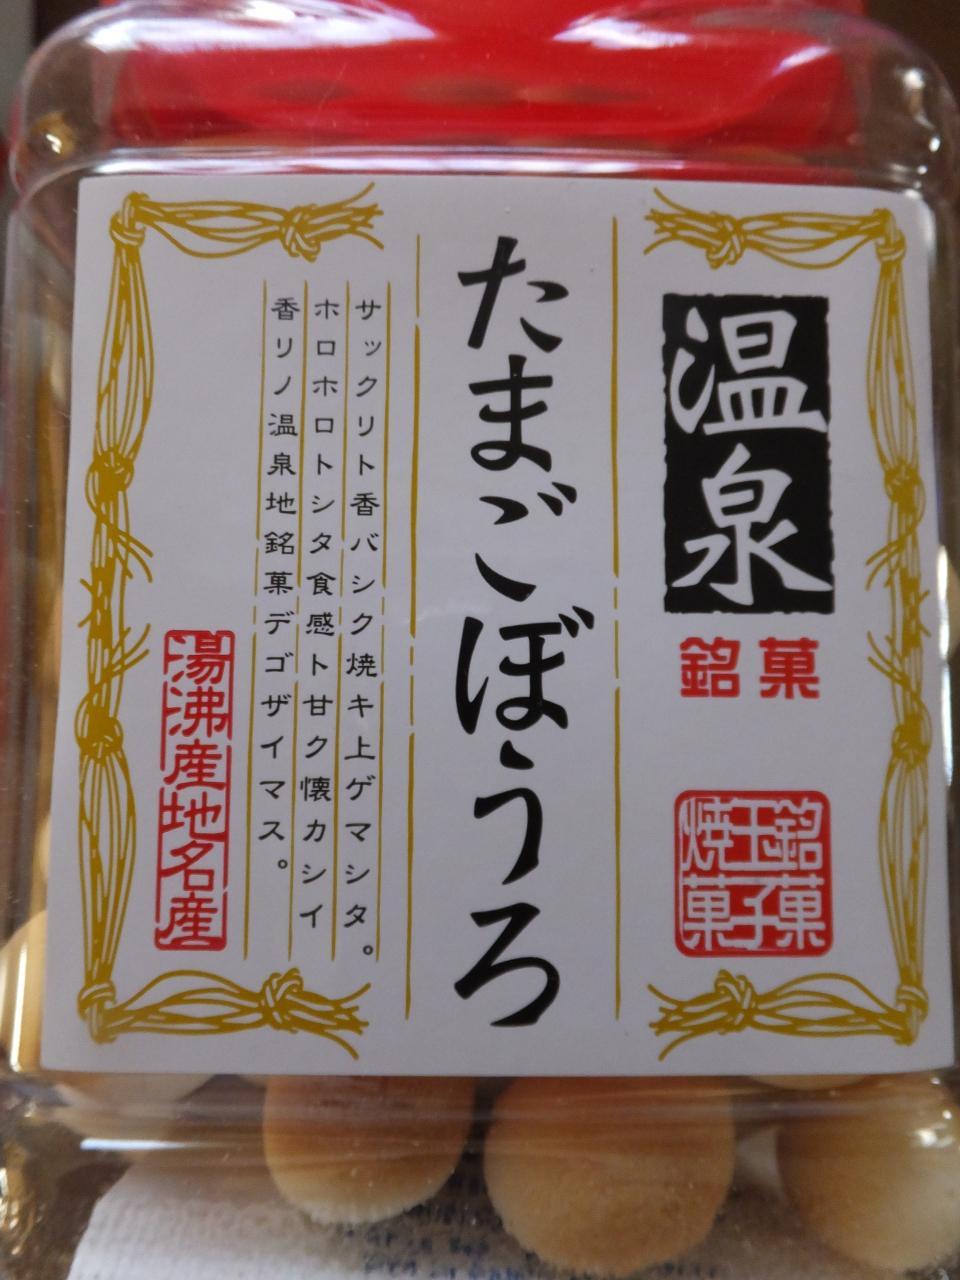 温泉
銘菓
銘菓
玉子
焼菓
たまごぼうろ
サックリト香バシク焼キ上ゲマシタ。
ホロホロトシタ食感ト甘ク懐カシイ
香リノ温泉地銘菓デゴザイマス。
湯沸産地名産